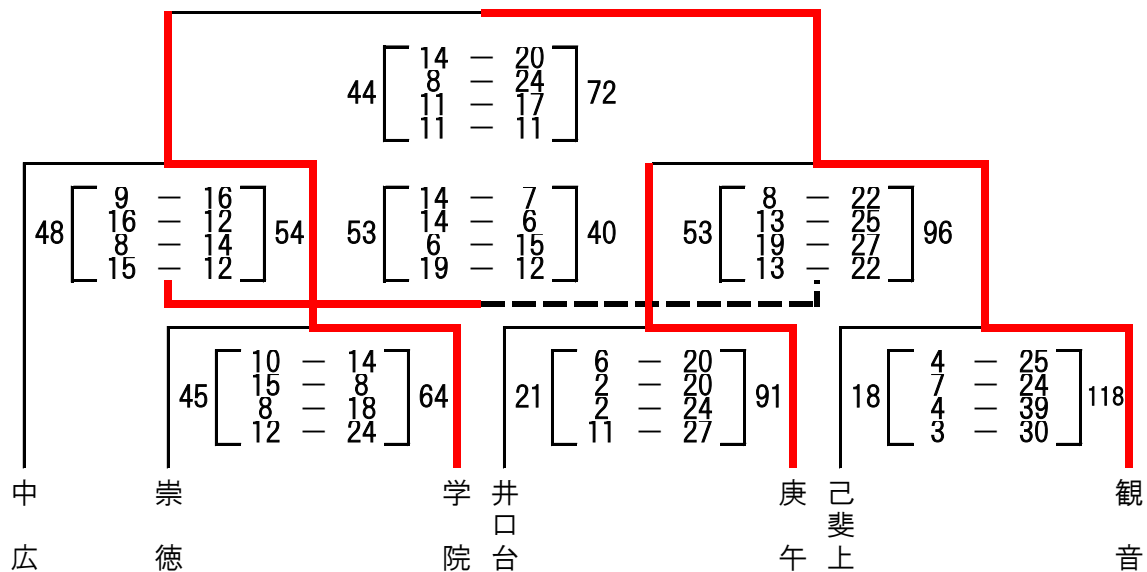 14 — 20
44 8 — 24 72
11 — 17
11 — 11
9 — 16
48 16 — 12 54
8 — 14
15 — 12
14 — 7
53 14 — 6 40
6 — 15
19 — 12
8 — 22
53 13 — 25 96
19 — 27
13 — 22
10 — 14
45 15 — 8 64
8 — 18
12 — 24
6 — 20
21 2 — 20 91
2 — 24
11 — 27
4 — 25
18 7 — 24 118
4 — 39
3 — 30
中広
崇徳
学院
井口台
庚午
己斐上
観音